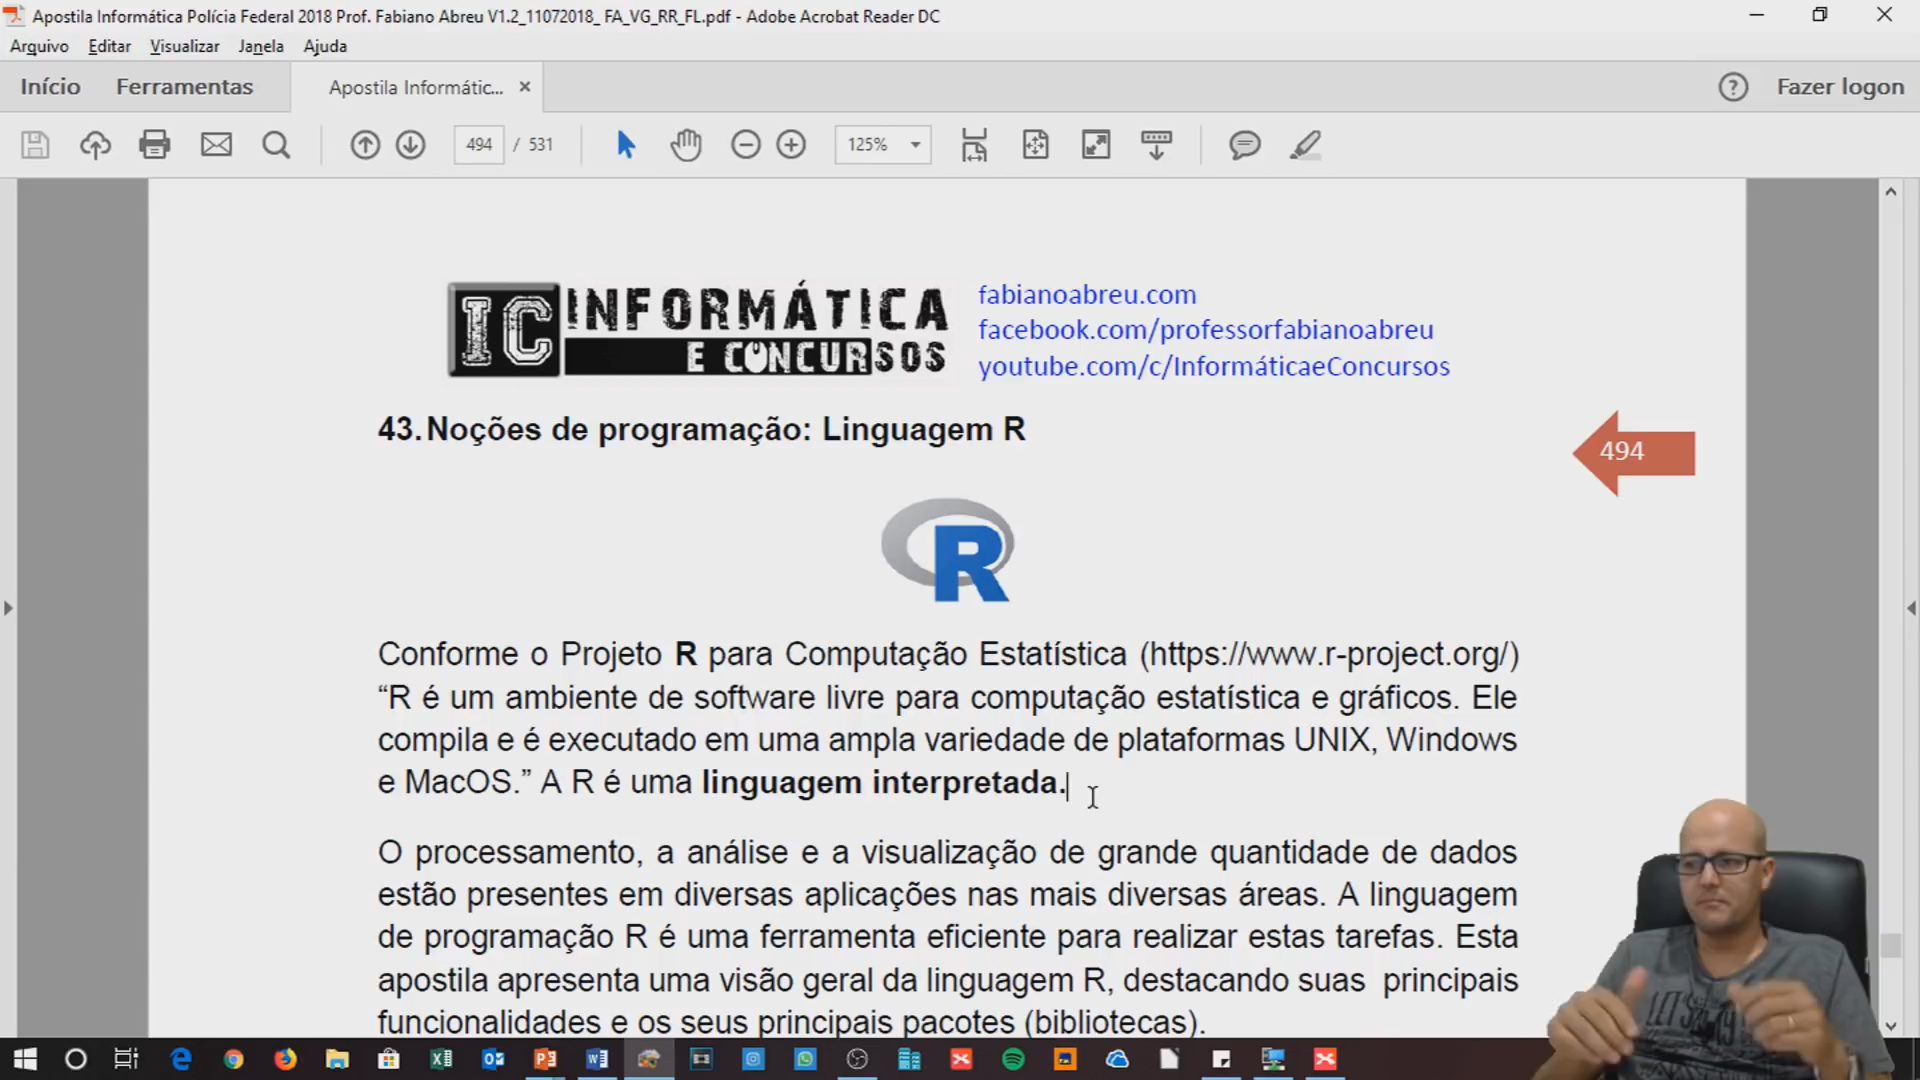 Apostila Informática Polícia Federal 2018 Prof. Fabiano Abreu V1.2_11072018_ FA_VG_RR_FL.pdf - Adobe Acrobat Reader DC
Arquivo Editar Visualizar Janela Ajuda
Início Ferramentas Apostila Informátic... × ? Fazer logon
494 / 531 125%
IC INFORMÁTICA
E CONCURSOS
fabianoabreu.com
facebook.com/professorfabianoabreu
youtube.com/c/InformáticaeConcursos
43. Noções de programação: Linguagem R
494
R
Conforme o Projeto R para Computação Estatística (https://www.r-project.org/)
“R é um ambiente de software livre para computação estatística e gráficos. Ele
compila e é executado em uma ampla variedade de plataformas UNIX, Windows
e MacOS.” A R é uma linguagem interpretada.
O processamento, a análise e a visualização de grande quantidade de dados
estão presentes em diversas aplicações nas mais diversas áreas. A linguagem
de programação R é uma ferramenta eficiente para realizar estas tarefas. Esta
apostila apresenta uma visão geral da linguagem R, destacando suas principais
funcionalidades e os seus principais pacotes (bibliotecas).